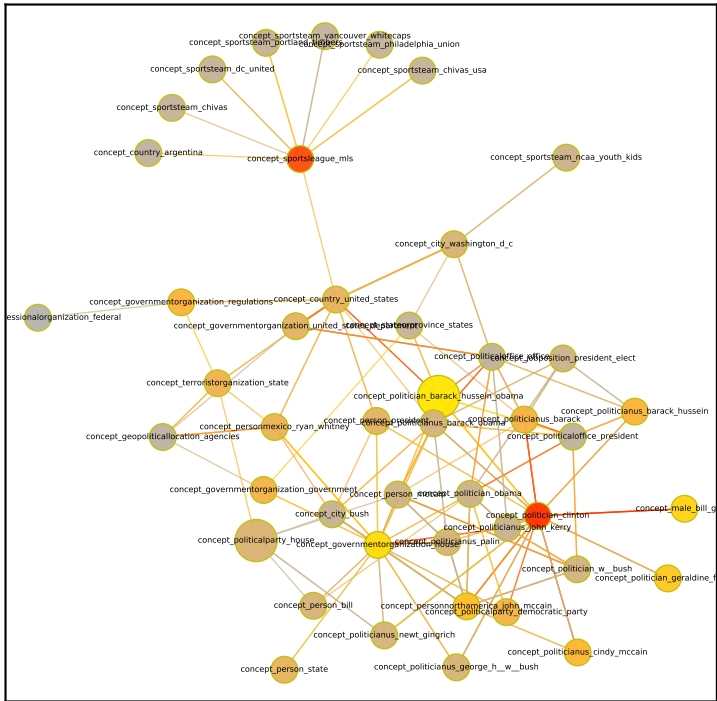 concept_sportsteam_vancouver_whitecaps
concept_sportsteam_portland_timbers
concept_sportsteam_philadelphia_union
concept_sportsteam_dc_united
concept_sportsteam_chivas_usa
concept_sportsteam_chivas
concept_country_argentina
concept_sportsleague_mls
concept_sportsteam_ncaa_youth_kids
concept_city_washington_d_c
concept_governmentorganization_regulations
concept_country_united_states
essionalorganization_federal
concept_governmentorganization_united_states_department
concept_stateorprovince_states
concept_politicaloffice_office
concept_jobposition_president_elect
concept_terroristorganization_state
concept_politician_barack_hussein_obama
concept_politicianus_barack_hussein
concept_personmexico_ryan_whitney
concept_person_president
concept_politicianus_barack_obama
concept_politicianus_barack
concept_geopoliticallocation_agencies
concept_politicaloffice_president
concept_governmentorganization_government
concept_person_mccain
concept_politician_obama
concept_city_bush
concept_politician_clinton
concept_male_bill_g
concept_politicianus_john_kerry
concept_politicalparty_house
concept_governmentorganization_house
concept_politicianus_palin
concept_politician_w__bush
concept_politician_geraldine_f
concept_person_bill
concept_personnorthamerica_john_mccain
concept_politicalparty_democratic_party
concept_politicianus_newt_gingrich
concept_politicianus_cindy_mccain
concept_person_state
concept_politicianus_george_h__w__bush